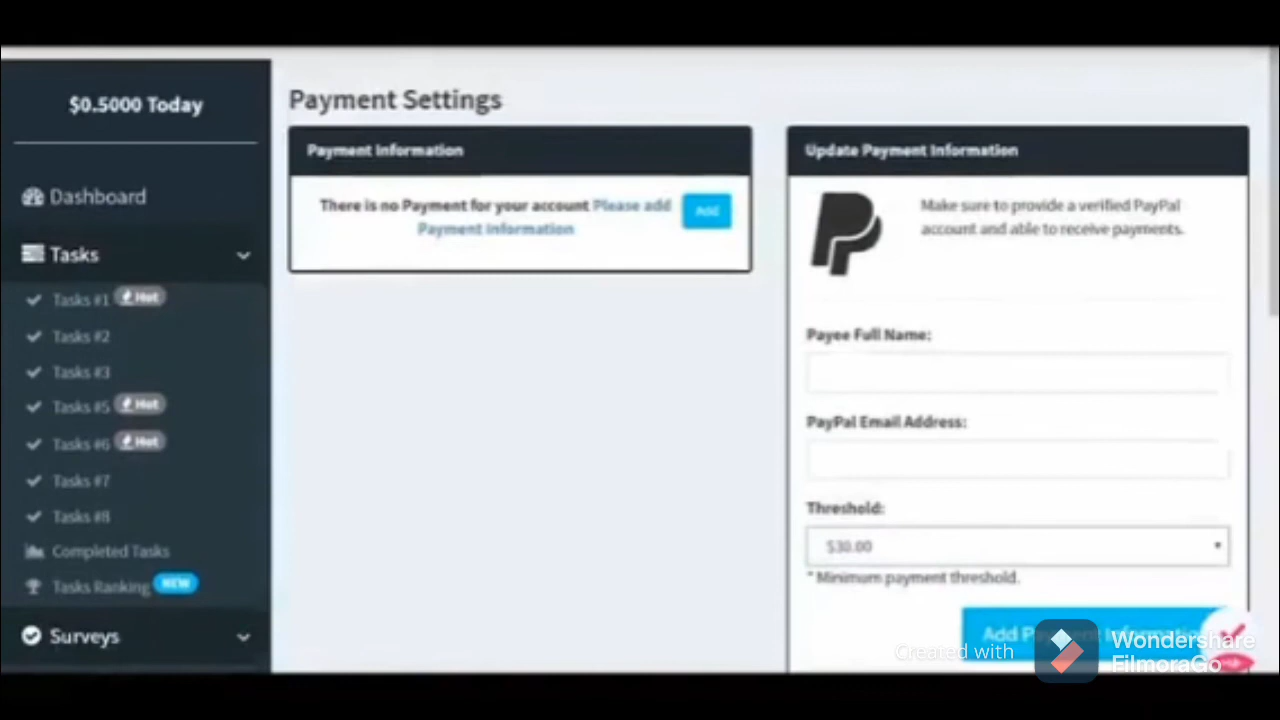 $0.5000 Today
Dashboard
Tasks
Tasks #1 Hot
Tasks #2
Tasks #3
Tasks #5 Hot
Tasks #6 Hot
Tasks #7
Tasks #8
Completed Tasks
Tasks Ranking NEW
Surveys
Payment Settings
Payment Information
There is no Payment for your account Please add
Payment Information
Add
Update Payment Information
Make sure to provide a verified PayPal
account and able to receive payments.
Payee Full Name:
PayPal Email Address:
Threshold:
$30.00
* Minimum payment threshold.
Add Payment Information
Created with
Wondershare
FilmoraGo